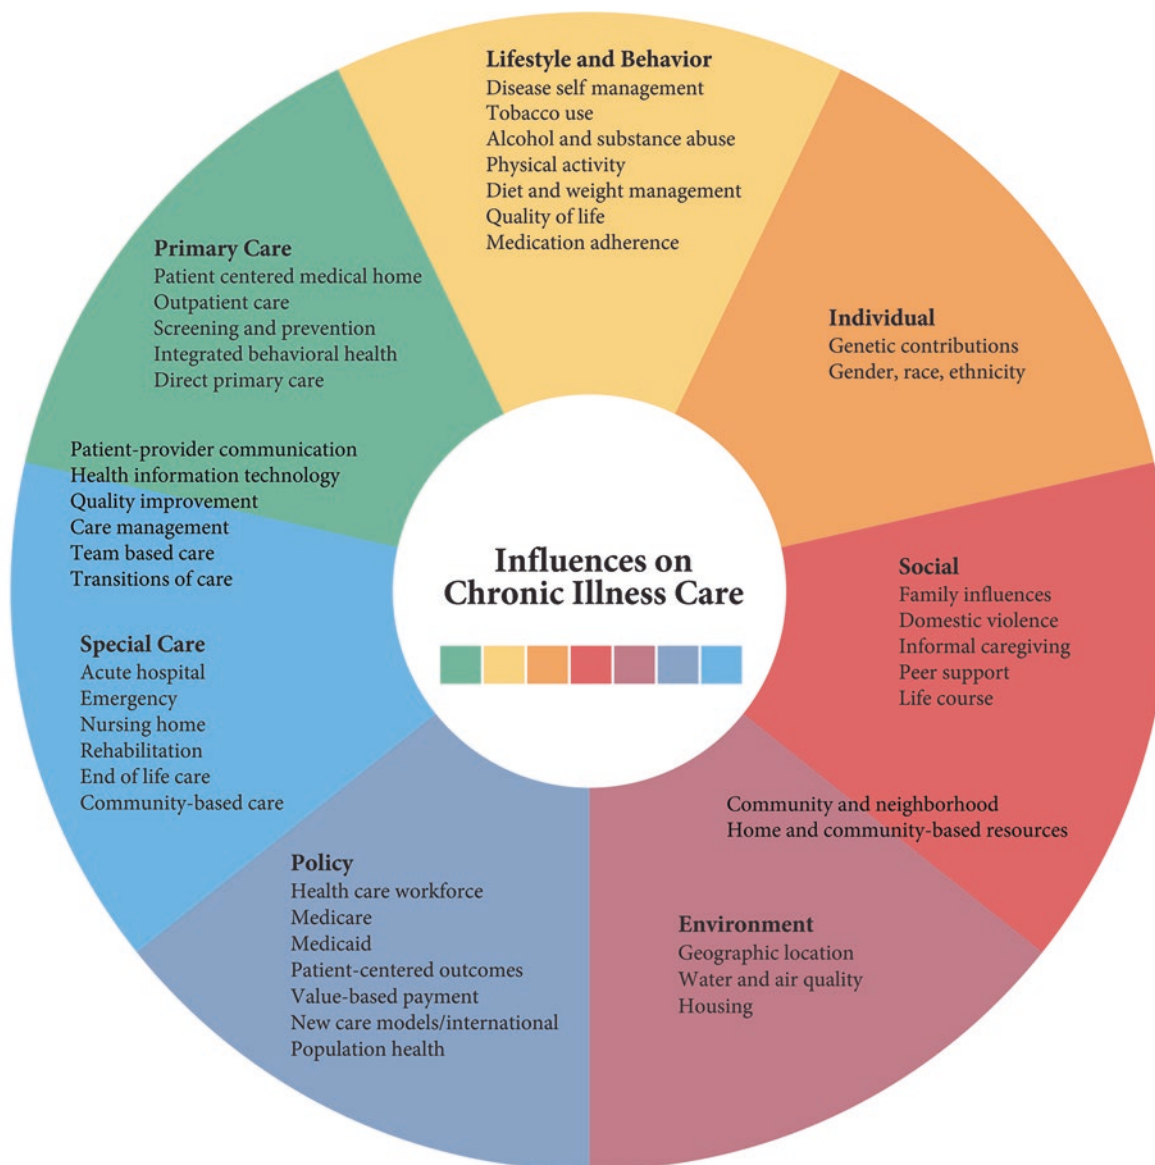 Lifestyle and Behavior
Disease self management
Tobacco use
Alcohol and substance abuse
Physical activity
Diet and weight management
Quality of life
Medication adherence
Primary Care
Patient centered medical home
Outpatient care
Screening and prevention
Integrated behavioral health
Direct primary care
Individual
Genetic contributions
Gender, race, ethnicity
Patient-provider communication
Health information technology
Quality improvement
Care management
Team based care
Transitions of care
Influences on
Chronic Illness Care
Social
Family influences
Domestic violence
Informal caregiving
Peer support
Life course
Special Care
Acute hospital
Emergency
Nursing home
Rehabilitation
End of life care
Community-based care
Community and neighborhood
Home and community-based resources
Policy
Health care workforce
Medicare
Medicaid
Patient-centered outcomes
Value-based payment
New care models/international
Population health
Environment
Geographic location
Water and air quality
Housing